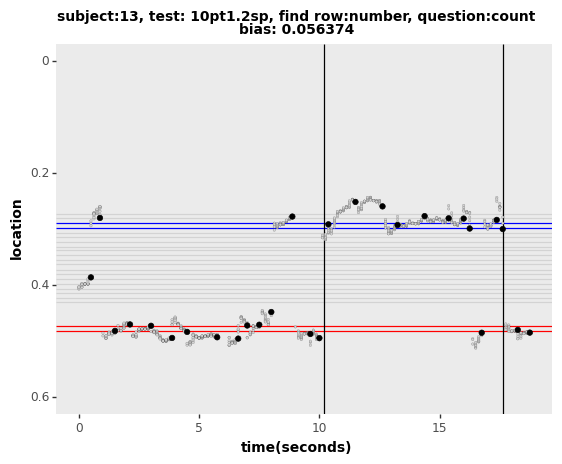 subject:13, test: 10pt1.2sp, find row:number, question:count
bias: 0.056374
0
0.2
0.4
0.6
location
0
5
10
15
time(seconds)